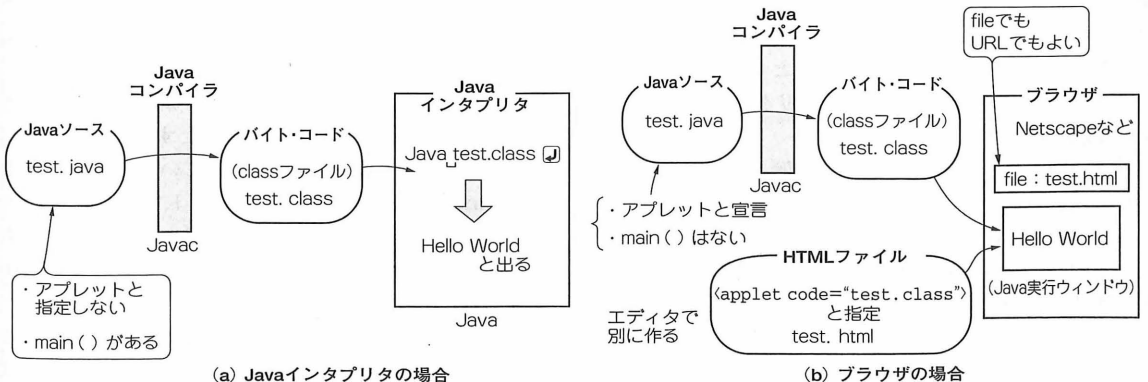 Java
コンパイラ
Javaソース
test. java
Javac
バイト・コード
(classファイル)
test. class
Java
インタプリタ
Java␣test.class ↵
Hello World
と出る
Java
・アプレットと
指定しない
・main ( ) がある
(a) Javaインタプリタの場合
Java
コンパイラ
Javaソース
test. java
Javac
バイト・コード
(classファイル)
test. class
・アプレットと宣言
・main ( ) はない
エディタで
別に作る
HTMLファイル
〈applet code=“test.class”〉
と指定
test. html
fileでも
URLでもよい
ブラウザ
Netscapeなど
file：test.html
Hello World
(Java実行ウィンドウ)
(b) ブラウザの場合